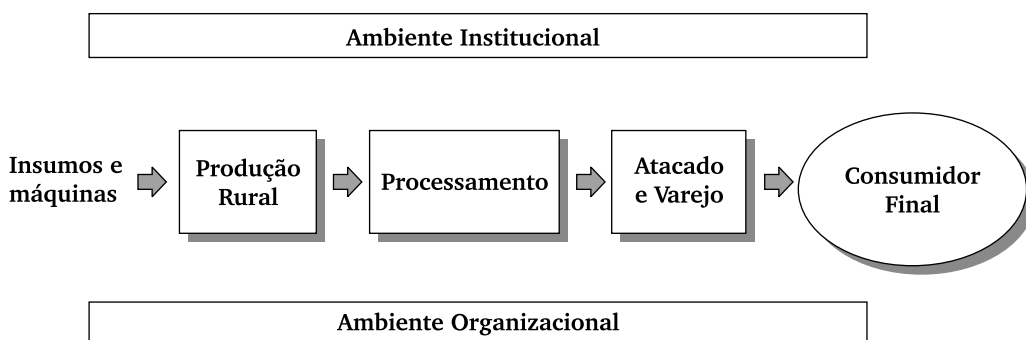 Ambiente Institucional
Insumos e
máquinas
Produção
Rural
Processamento
Atacado
e Varejo
Consumidor
Final
Ambiente Organizacional